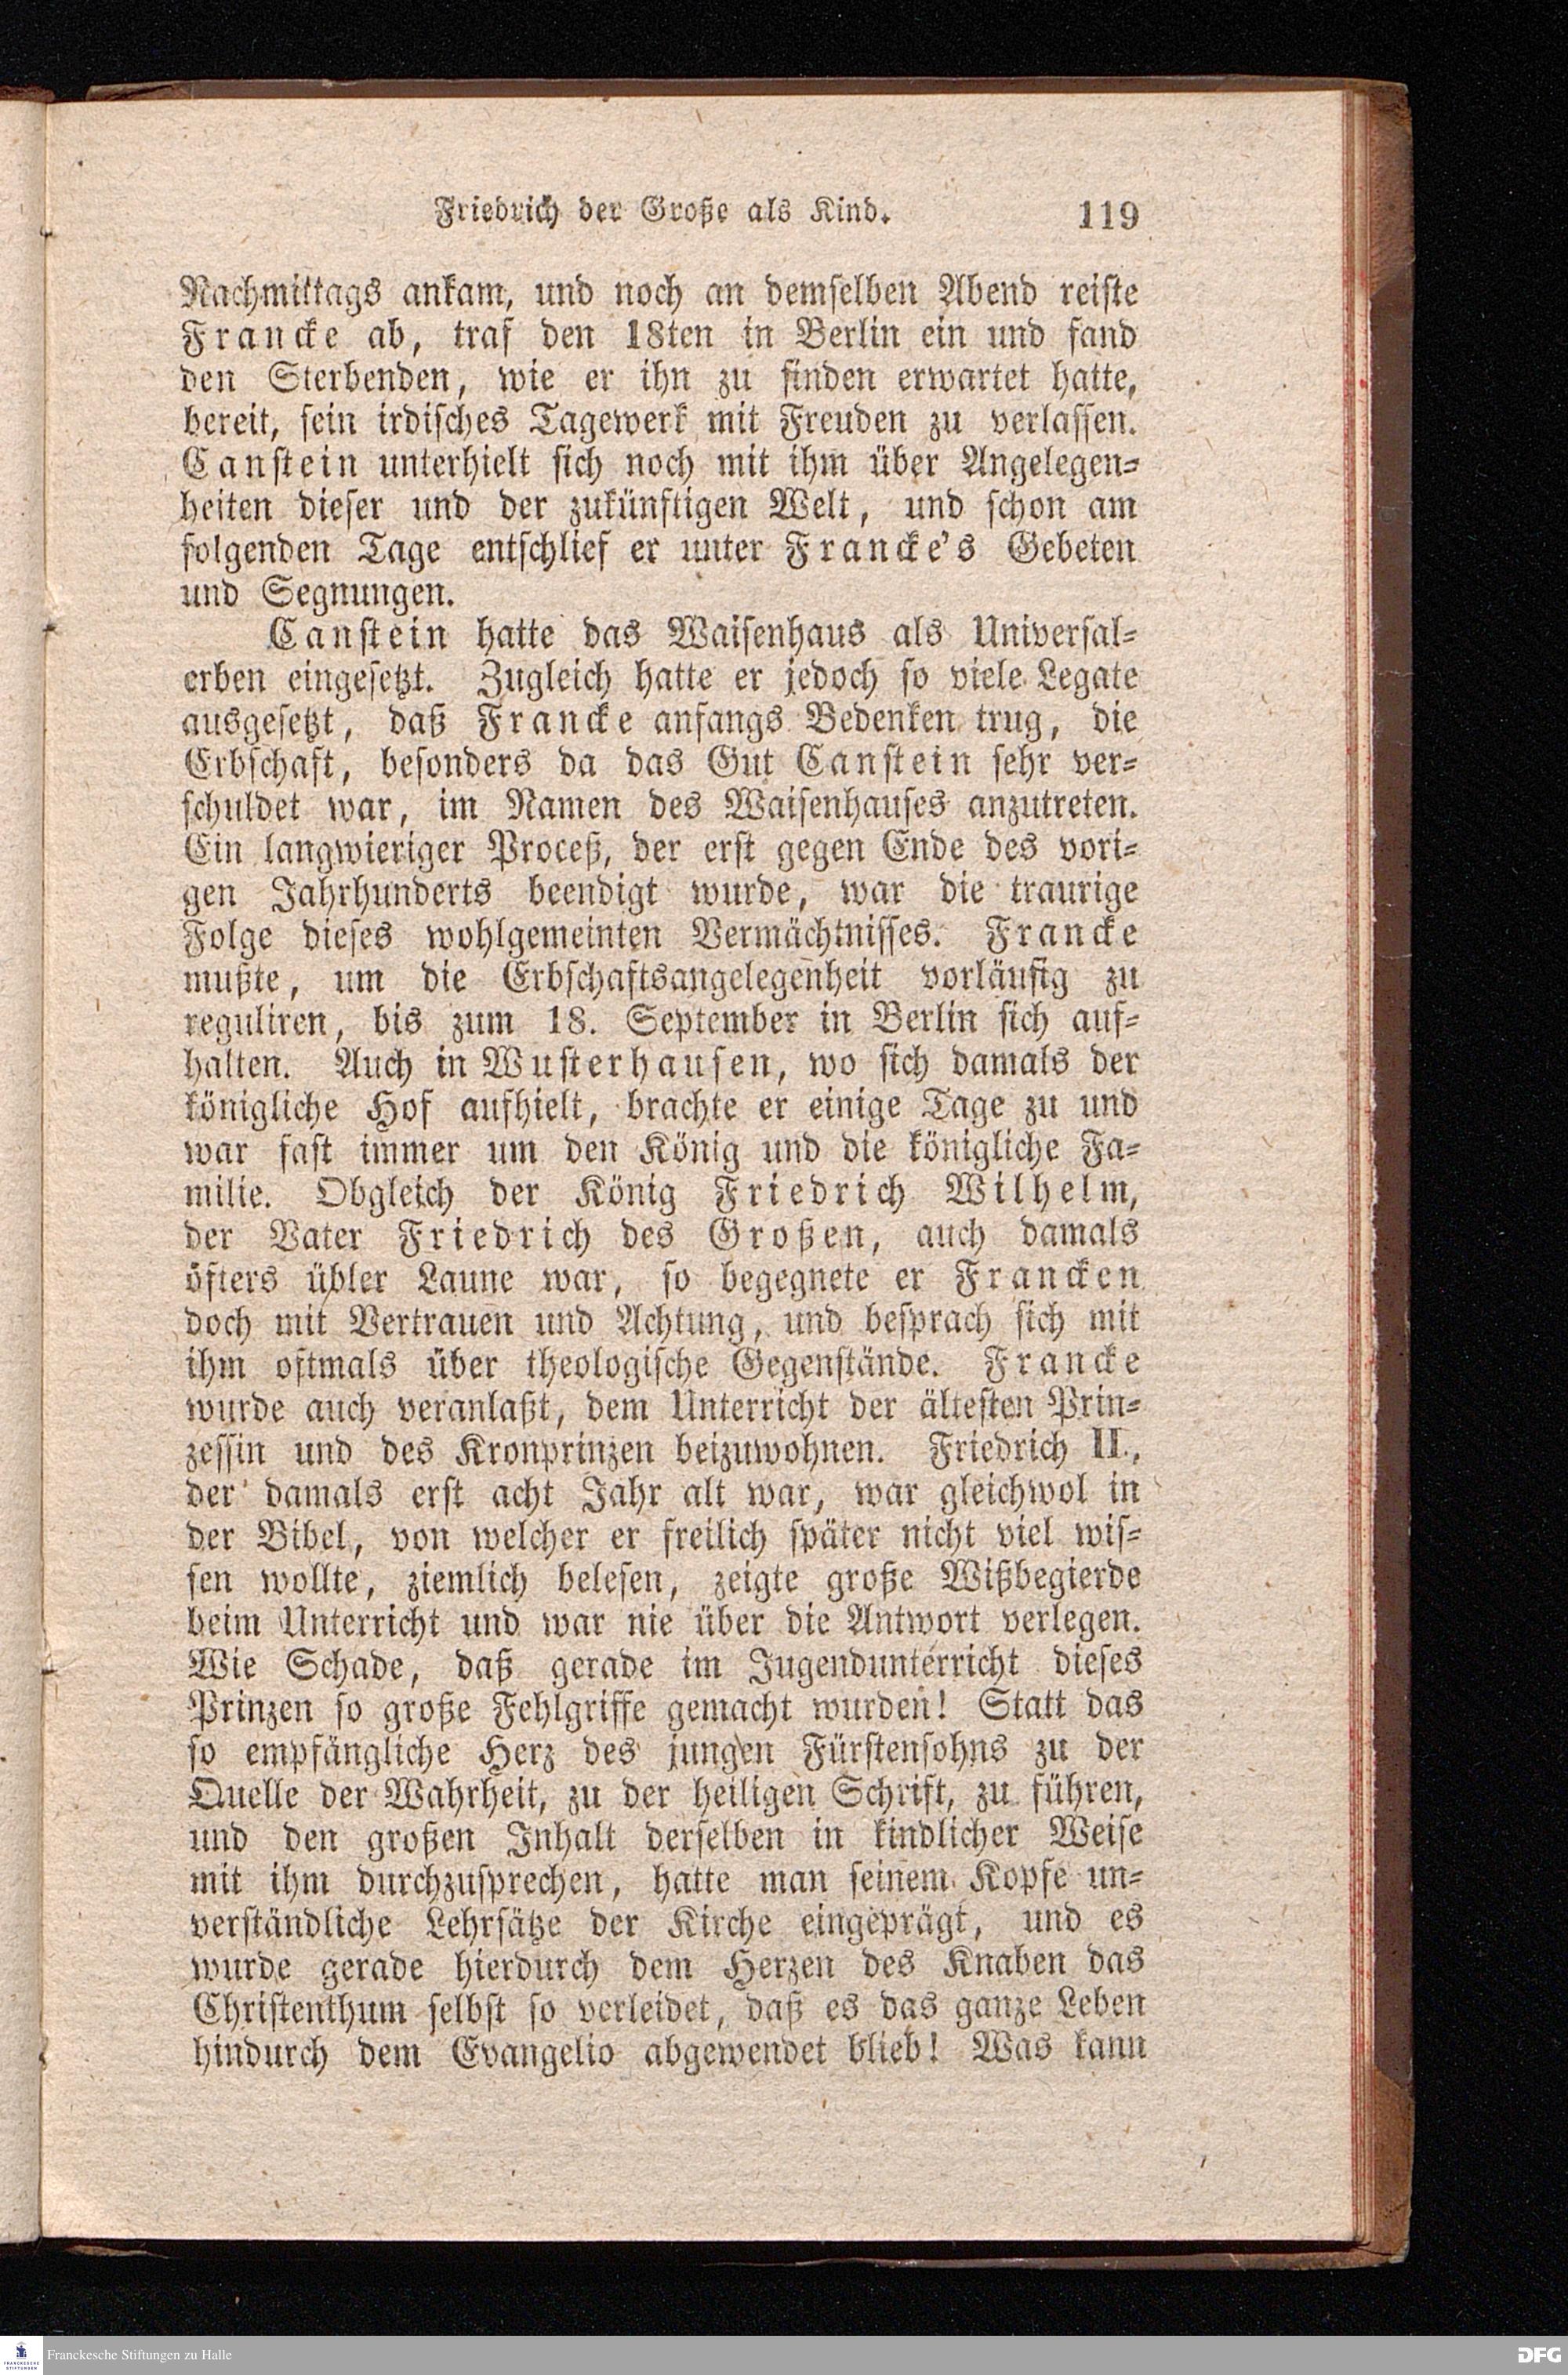 Friedrich der Große als Kind. 119
Nachmittags ankam, und noch an demselben Abend reiste
Francke ab, traf den 18ten in Berlin ein und fand
den Sterbenden, wie er ihn zu finden erwartet hatte,
bereit, sein irdisches Tagewerk mit Freuden zu verlassen.
Canstein unterhielt sich noch mit ihm über Angelegen-
heiten dieser und der zukünftigen Welt, und schon am
folgenden Tage entschlief er unter Francke's Gebeten
und Segnungen.
Canstein hatte das Waisenhaus als Universal-
erben eingesetzt. Zugleich hatte er jedoch so viele Legate
ausgesetzt, daß Francke anfangs Bedenken trug, die
Erbschaft, besonders da das Gut Canstein sehr ver-
schuldet war, im Namen des Waisenhauses anzutreten.
Ein langwieriger Proceß, der erst gegen Ende des vori-
gen Jahrhunderts beendigt wurde, war die traurige
Folge dieses wohlgemeinten Vermächtnisses. Francke
mußte, um die Erbschaftsangelegenheit vorläufig zu
reguliren, bis zum 18. September in Berlin sich auf-
halten. Auch in Wusterhausen, wo sich damals der
königliche Hof aufhielt, brachte er einige Tage zu und
war fast immer um den König und die königliche Fa-
milie. Obgleich der König Friedrich Wilhelm,
der Vater Friedrich des Großen, auch damals
öfters übler Laune war, so begegnete er Francken
doch mit Vertrauen und Achtung, und besprach sich mit
ihm oftmals über theologische Gegenstände. Francke
wurde auch veranlaßt, dem Unterricht der ältesten Prin-
zessin und des Kronprinzen beizuwohnen. Friedrich II.,
der damals erst acht Jahr alt war, war gleichwol in
der Bibel, von welcher er freilich später nicht viel wis-
sen wollte, ziemlich belesen, zeigte große Wißbegierde
beim Unterricht und war nie über die Antwort verlegen.
Wie Schade, daß gerade im Jugendunterricht dieses
Prinzen so große Fehlgriffe gemacht wurden! Statt das
so empfängliche Herz des jungen Fürstensohns zu der
Quelle der Wahrheit, zu der heiligen Schrift, zu führen,
und den großen Inhalt derselben in kindlicher Weise
mit ihm durchzusprechen, hatte man seinem Kopfe un-
verständliche Lehrsätze der Kirche eingeprägt, und es
wurde gerade hierdurch dem Herzen des Knaben das
Christenthum selbst so verleidet, daß es das ganze Leben
hindurch dem Evangelio abgewendet blieb! Was kann
FRANCKESCHE
STIFTUNGEN
Franckesche Stiftungen zu Halle
DFG